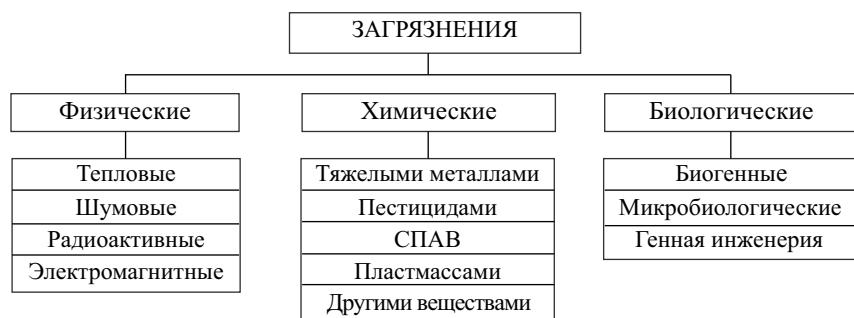 ЗАГРЯЗНЕНИЯ
Физические
Химические
Биологические
Тепловые
Шумовые
Радиоактивные
Электромагнитные
Тяжелыми металлами
Пестицидами
СПАВ
Пластмассами
Другими веществами
Биогенные
Микробиологические
Генная инженерия